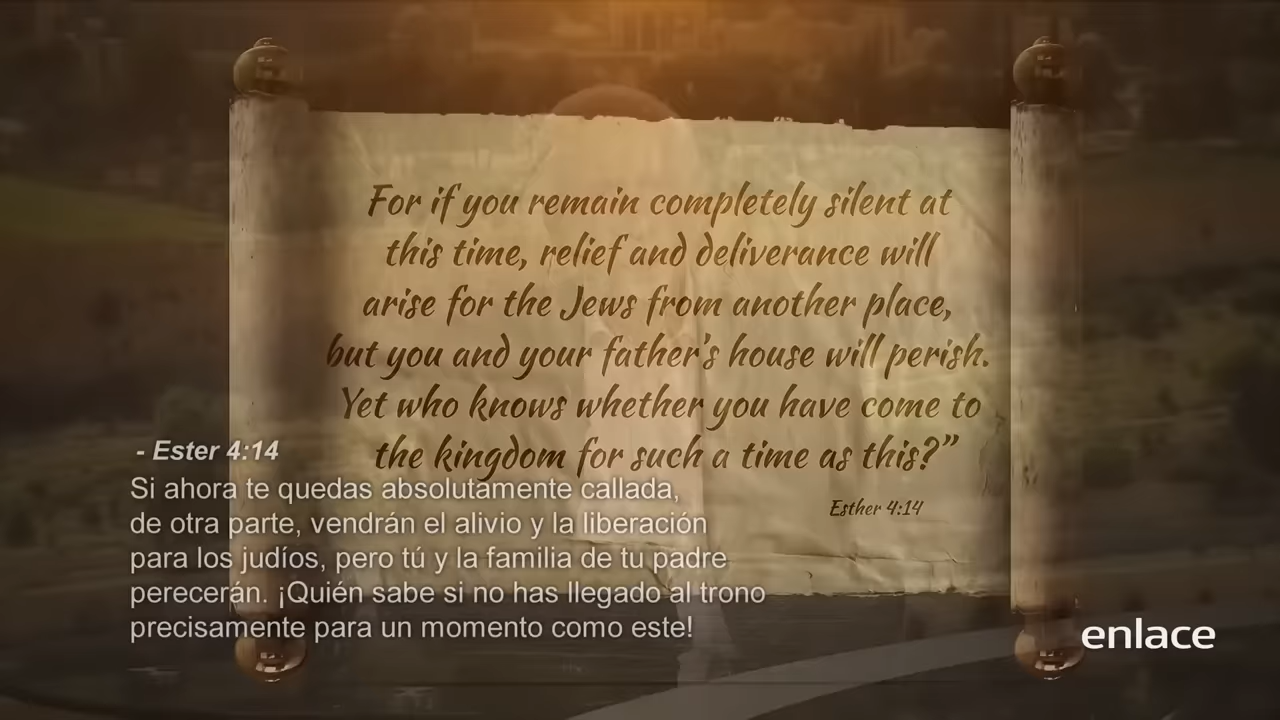 For if you remain completely silent at
this time, relief and deliverance will
arise for the Jews from another place,
but you and your father's house will perish.
Yet who knows whether you have come to
the kingdom for such a time as this?”
Esther 4:14
- Ester 4:14
Si ahora te quedas absolutamente callada,
de otra parte, vendrán el alivio y la liberación
para los judíos, pero tú y la familia de tu padre
perecerán. ¡Quién sabe si no has llegado al trono
precisamente para un momento como este!
enlace